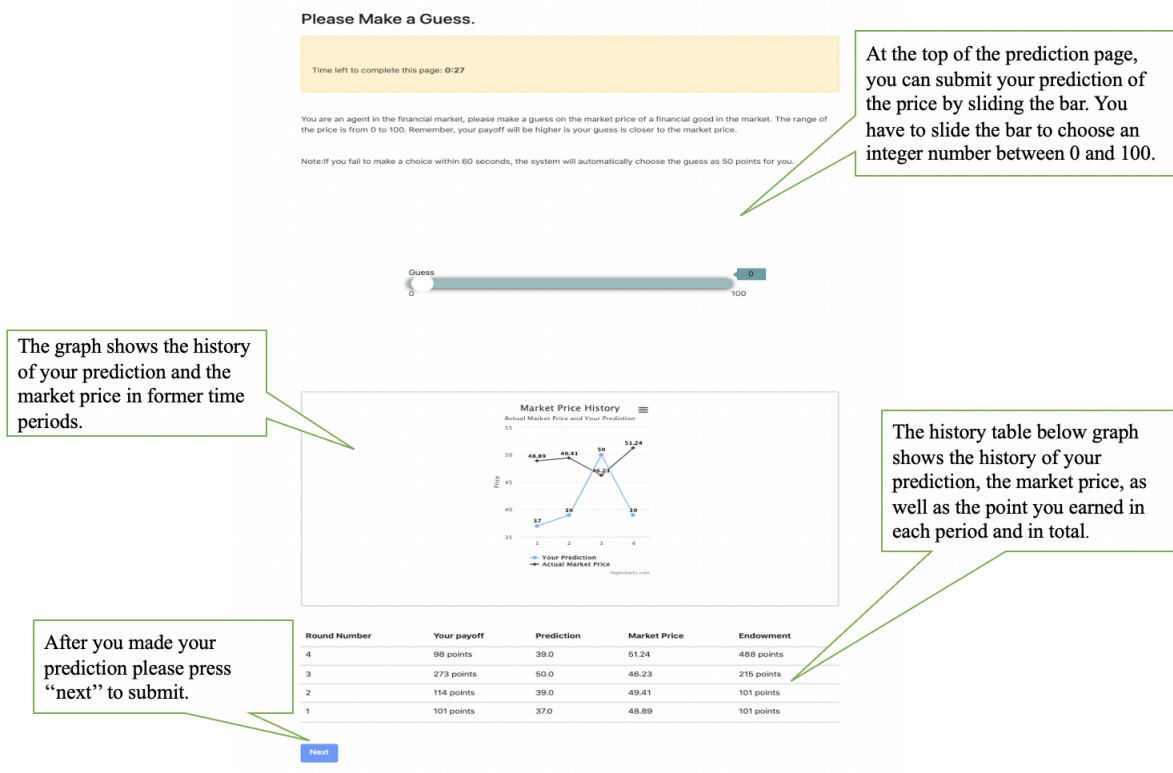 Please Make a Guess.
Time left to complete this page: 0:27
You are an agent in the financial market, please make a guess on the market price of a financial good in the market. The range of
the price is from 0 to 100. Remember, your payoff will be higher is your guess is closer to the market price.
Note:If you fail to make a choice within 60 seconds, the system will automatically choose the guess as 50 points for you.
At the top of the prediction page,
you can submit your prediction of
the price by sliding the bar. You
have to slide the bar to choose an
integer number between 0 and 100.
Guess
0
0
100
The graph shows the history
of your prediction and the
market price in former time
periods.
Market Price History
Actual Market Price and Your Prediction
Price
55
50
45
40
35
48.89
49.41
50
46.23
51.24
37
39
39
1 2 3 4
Your Prediction
Actual Market Price
Highcharts.com
The history table below graph
shows the history of your
prediction, the market price, as
well as the point you earned in
each period and in total.
Round Number Your payoff Prediction Market Price Endowment
4 98 points 39.0 51.24 488 points
3 273 points 50.0 46.23 215 points
2 114 points 39.0 49.41 101 points
1 101 points 37.0 48.89 101 points
After you made your
prediction please press
“next” to submit.
Next